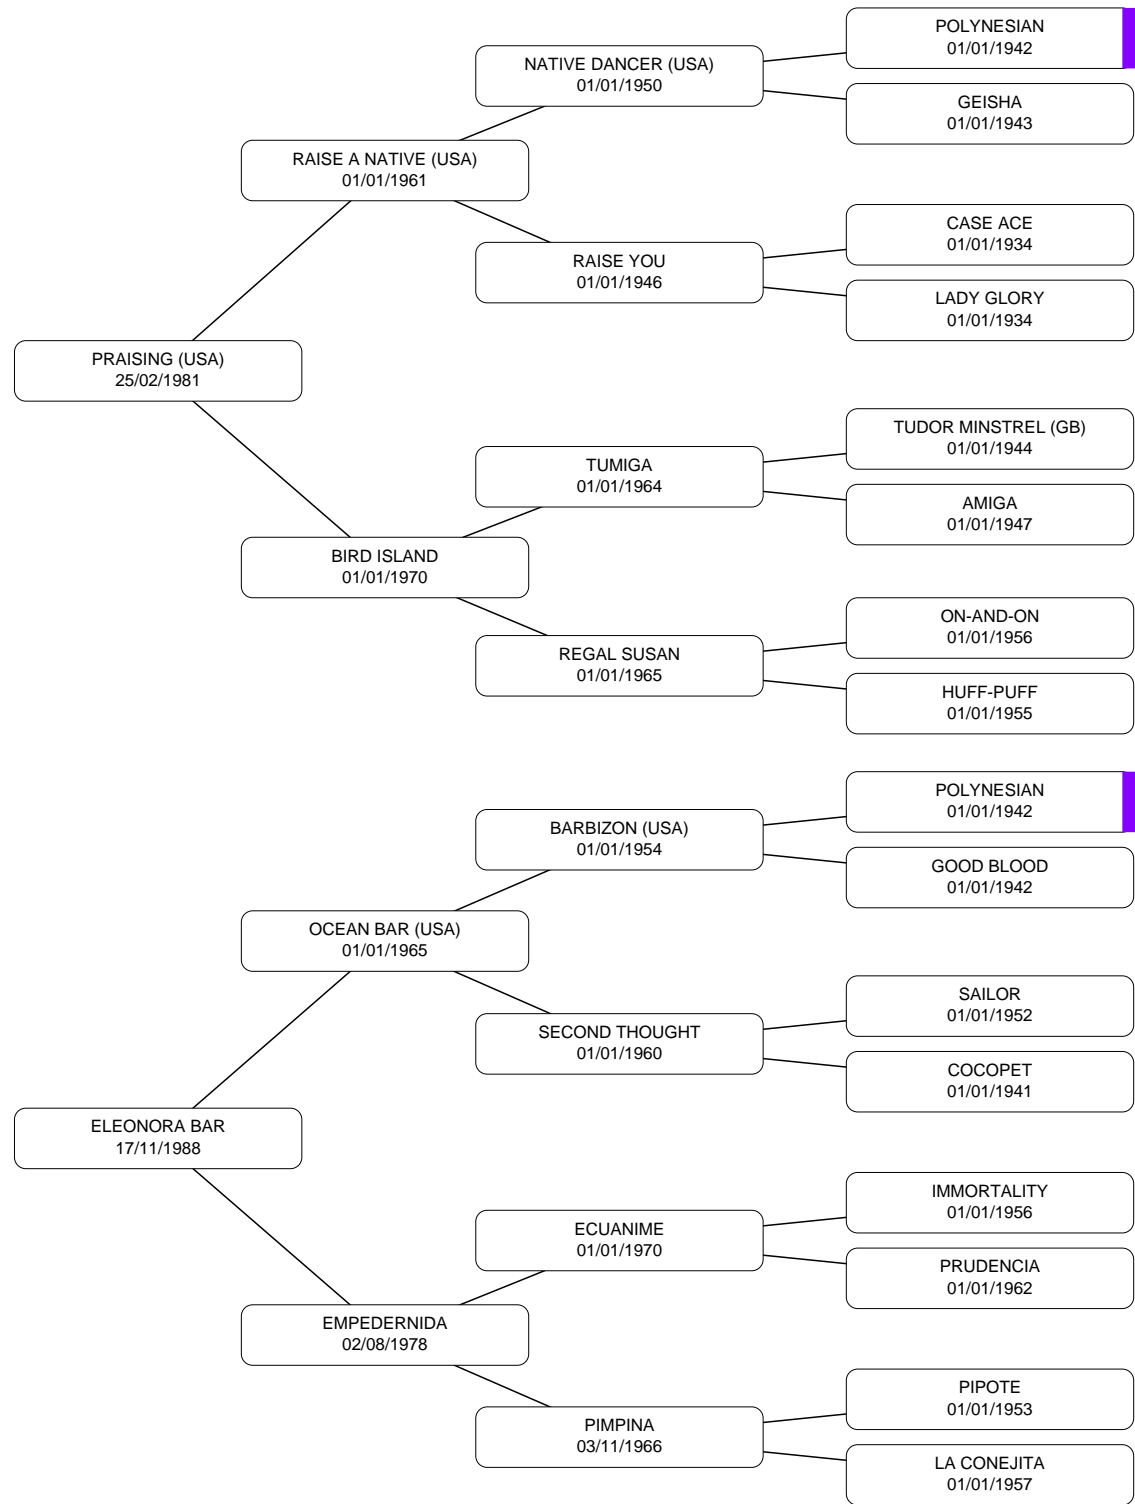 POLYNESIAN
01/01/1942
NATIVE DANCER (USA)
01/01/1950
GEISHA
01/01/1943
RAISE A NATIVE (USA)
01/01/1961
CASE ACE
01/01/1934
RAISE YOU
01/01/1946
LADY GLORY
01/01/1934
PRAISING (USA)
25/02/1981
TUDOR MINSTREL (GB)
01/01/1944
TUMIGA
01/01/1964
AMIGA
01/01/1947
BIRD ISLAND
01/01/1970
ON-AND-ON
01/01/1956
REGAL SUSAN
01/01/1965
HUFF-PUFF
01/01/1955
POLYNESIAN
01/01/1942
BARBIZON (USA)
01/01/1954
GOOD BLOOD
01/01/1942
OCEAN BAR (USA)
01/01/1965
SAILOR
01/01/1952
SECOND THOUGHT
01/01/1960
COCOPET
01/01/1941
ELEONORA BAR
17/11/1988
IMMORTALITY
01/01/1956
ECUANIME
01/01/1970
PRUDENCIA
01/01/1962
EMPEDERNIDA
02/08/1978
PIPOTE
01/01/1953
PIMPINA
03/11/1966
LA CONEJITA
01/01/1957